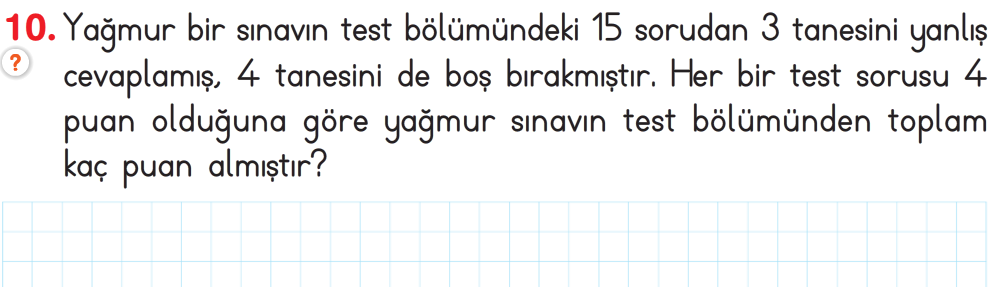 10. Yağmur bir sınavın test bölümündeki 15 sorudan 3 tanesini yanlış
? cevaplamış, 4 tanesini de boş bırakmıştır. Her bir test sorusu 4
puan olduğuna göre yağmur sınavın test bölümünden toplam
kaç puan almıştır?